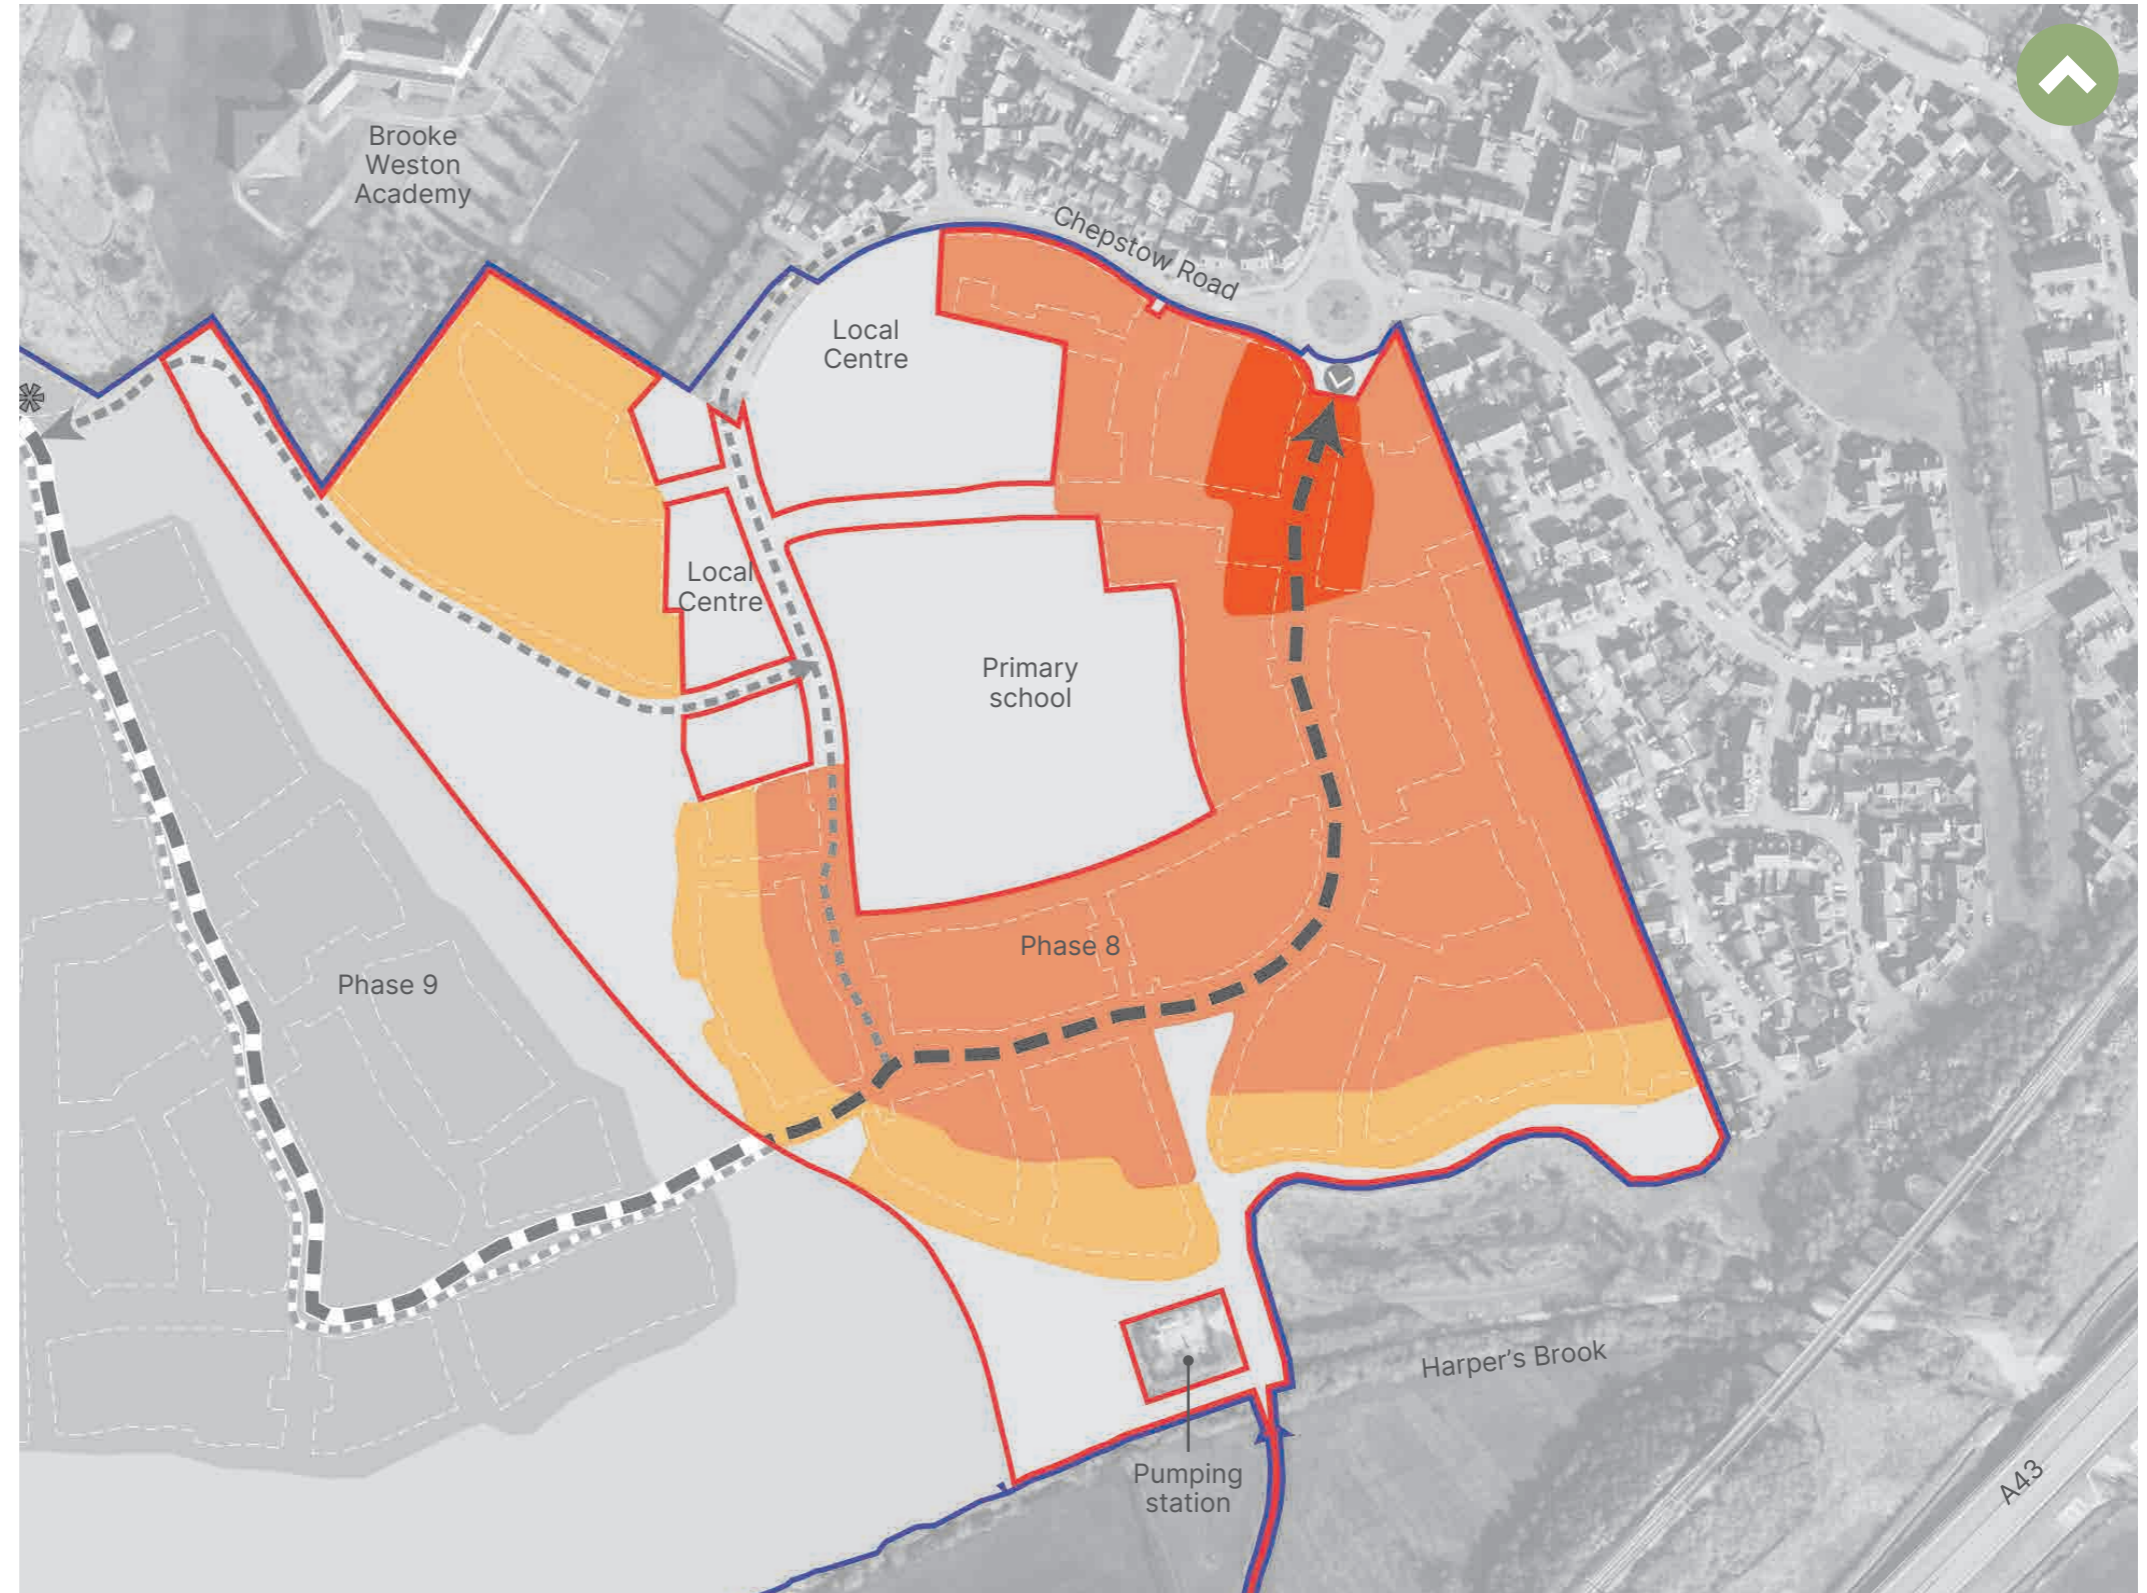 Brooke
Weston
Academy
Chepstow Road
Local
Centre
Local
Centre
Primary
school
Phase 8
Phase 9
Harper's Brook
Pumping
station
A43